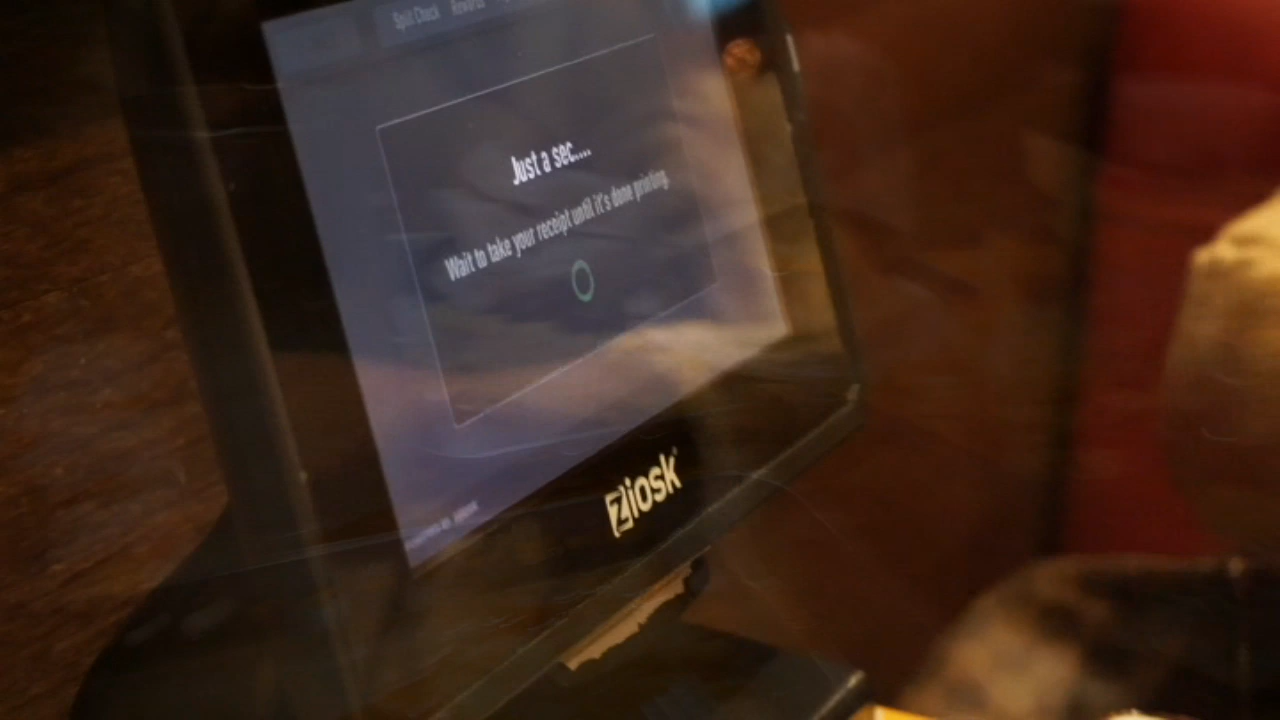 Split Check Rewards
Just a sec....
Wait to take your receipt until it's done printing.
Ziosk